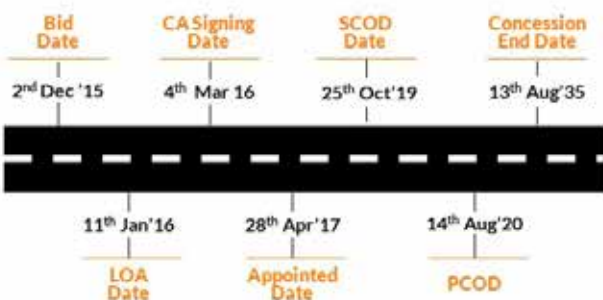 Bid
Date
CA Signing
Date
SCOD
Date
Concession
End Date
2nd Dec '15
4th Mar 16
25th Oct'19
13th Aug'35
11th Jan'16
28th Apr'17
14th Aug'20
LOA
Date
Appointed
Date
PCOD